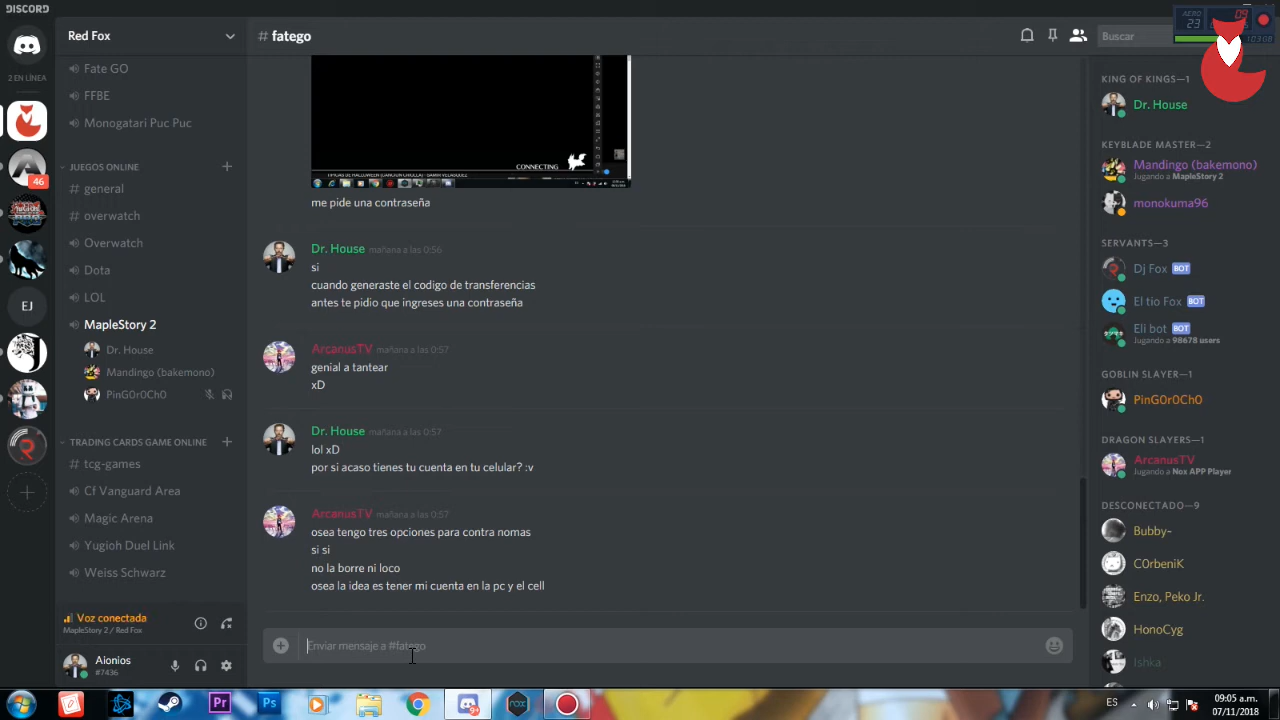 DISCORD
2 EN LÍNEA
46
EJ
Red Fox
Fate GO
FFBE
Monogatari Puc Puc
JUEGOS ONLINE
# general
# overwatch
Overwatch
Dota
LOL
MapleStory 2
Dr. House
Mandingo (bakemono)
PinG0r0Ch0
TRADING CARDS GAME ONLINE
# tcg-games
Cf Vanguard Area
Magic Arena
Yugioh Duel Link
Weiss Schwarz
Voz conectada
MapleStory 2 / Red Fox
Aionios
#7436
# fatego
CONNECTING
me pide una contraseña
Dr. House mañana a las 0:56
si
cuando generaste el codigo de transferencias
antes te pidio que ingreses una contraseña
ArcanusTV mañana a las 0:57
genial a tantear
xD
Dr. House mañana a las 0:57
lol xD
por si acaso tienes tu cuenta en tu celular? :v
ArcanusTV mañana a las 0:57
osea tengo tres opciones para contra nomas
si si
no la borre ni loco
osea la idea es tener mi cuenta en la pc y el cell
Enviar mensaje a #fatego
Buscar
AERO
23
09
KING OF KINGS—1
Dr. House
KEYBLADE MASTER—2
Mandingo (bakemono)
Jugando a MapleStory 2
monokuma96
SERVANTS—3
Dj Fox BOT
El tio Fox BOT
Eli bot BOT
Jugando a 98678 users
GOBLIN SLAYER—1
PinG0r0Ch0
DRAGON SLAYERS—1
ArcanusTV
Jugando a Nox APP Player
DESCONECTADO—9
Bubby-
C0rbeniK
Enzo, Peko Jr.
HonoCyg
Ishka
Pr
Ps
nox
ES
09:05 a.m.
07/11/2018